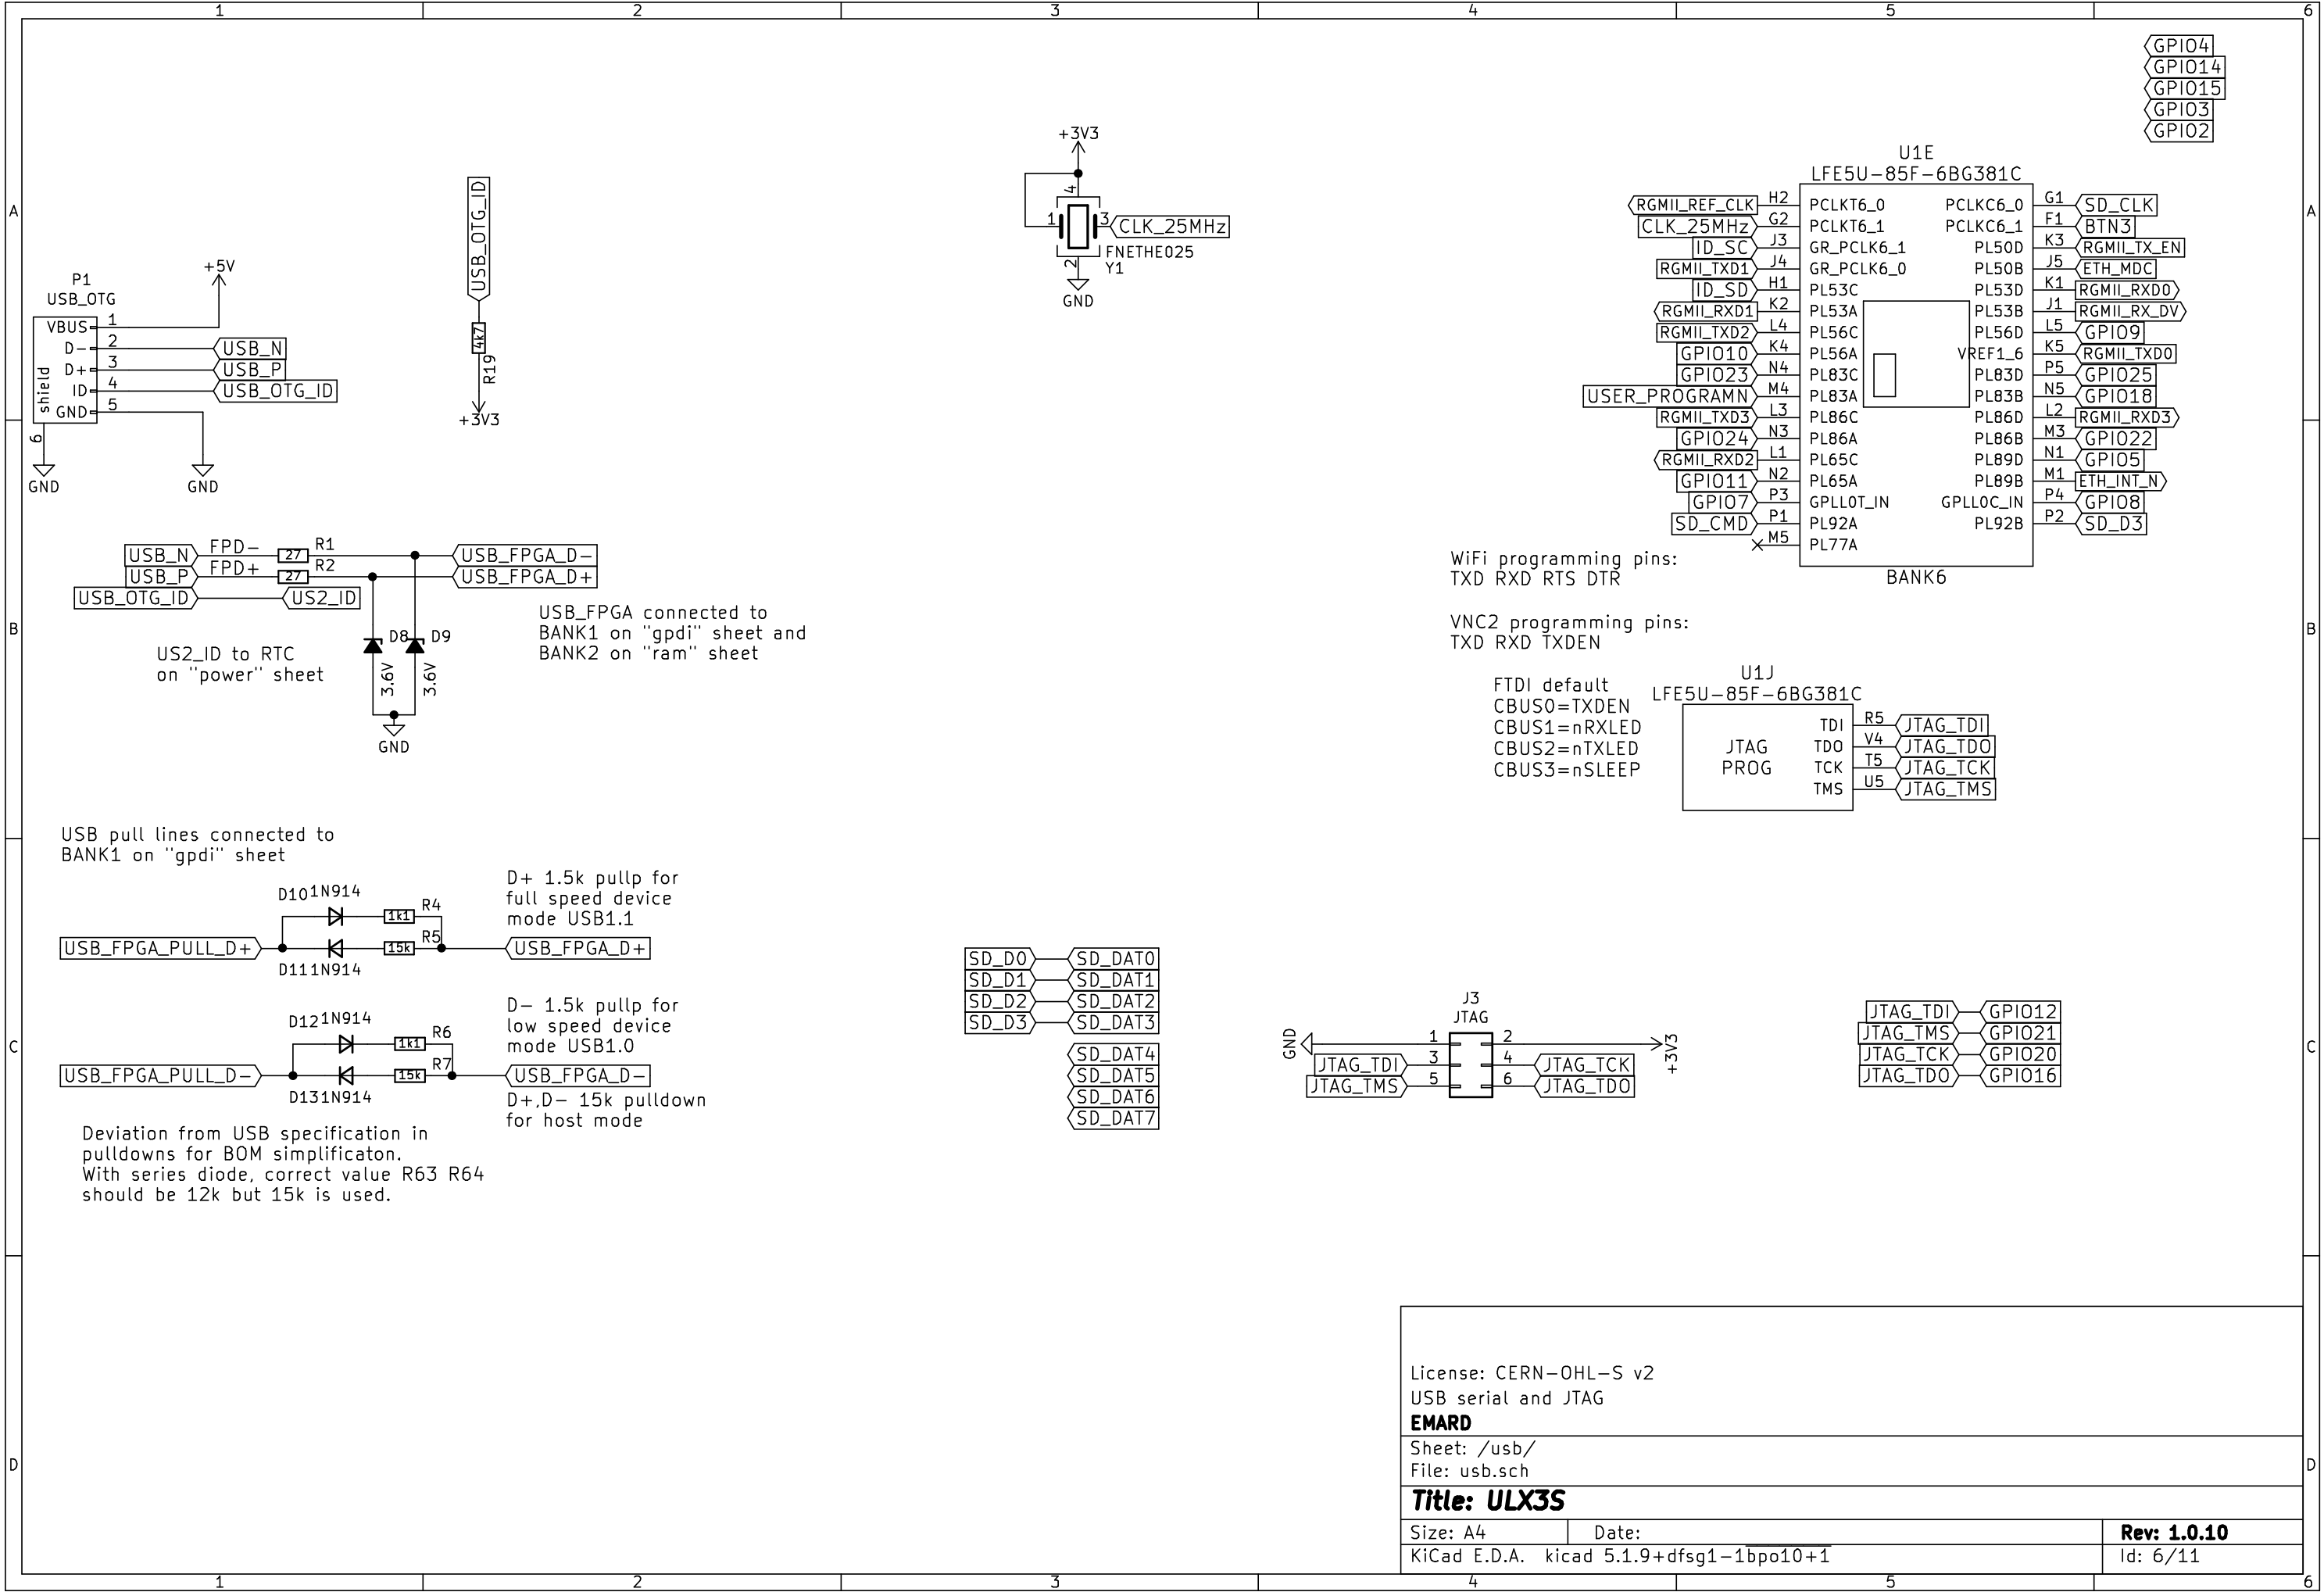 1 2 3 4 5 6
A
B
C
D
GPIO4
GPIO14
GPIO15
GPIO3
GPIO2
USB_OTG_ID
4k7
R19
+3V3
P1
USB_OTG
+5V
shield
VBUS 1
D- 2 USB_N
D+ 3 USB_P
ID 4 USB_OTG_ID
GND 5
6
GND
GND
+3V3
4
1 3 CLK_25MHz
2
FNETHE025
Y1
GND
U1E
LFE5U-85F-6BG381C
RGMII_REF_CLK H2 PCLKT6_0 PCLKC6_0 G1 SD_CLK
CLK_25MHz G2 PCLKT6_1 PCLKC6_1 F1 BTN3
ID_SC J3 GR_PCLK6_1 PL50D K3 RGMII_TX_EN
RGMII_TXD1 J4 GR_PCLK6_0 PL50B J5 ETH_MDC
ID_SD H1 PL53C PL53D K1 RGMII_RXD0
RGMII_RXD1 K2 PL53A PL53B J1 RGMII_RX_DV
RGMII_TXD2 L4 PL56C PL56D L5 GPIO9
GPIO10 K4 PL56A VREF1_6 K5 RGMII_TXD0
GPIO23 N4 PL83C PL83D P5 GPIO25
USER_PROGRAMN M4 PL83A PL83B N5 GPIO18
RGMII_TXD3 L3 PL86C PL86D L2 RGMII_RXD3
GPIO24 N3 PL86A PL86B M3 GPIO22
RGMII_RXD2 L1 PL65C PL89D N1 GPIO5
GPIO11 N2 PL65A PL89B M1 ETH_INT_N
GPIO7 P3 GPLL0T_IN GPLL0C_IN P4 GPIO8
SD_CMD P1 PL92A PL92B P2 SD_D3
M5 PL77A
BANK6
USB_N FPD- 27 R1 USB_FPGA_D-
USB_P FPD+ 27 R2 USB_FPGA_D+
USB_OTG_ID US2_ID
US2_ID to RTC
on "power" sheet
D8 D9
3.6V 3.6V
GND
USB_FPGA connected to
BANK1 on "gpdi" sheet and
BANK2 on "ram" sheet
WiFi programming pins:
TXD RXD RTS DTR
VNC2 programming pins:
TXD RXD TXDEN
FTDI default
CBUS0=TXDEN
CBUS1=nRXLED
CBUS2=nTXLED
CBUS3=nSLEEP
U1J
LFE5U-85F-6BG381C
JTAG
PROG
TDI R5 JTAG_TDI
TDO V4 JTAG_TDO
TCK T5 JTAG_TCK
TMS U5 JTAG_TMS
USB pull lines connected to
BANK1 on "gpdi" sheet
D10 1N914
1k1 R4
USB_FPGA_PULL_D+ 15k R5 USB_FPGA_D+
D11 1N914
D+ 1.5k pullp for
full speed device
mode USB1.1
D12 1N914
1k1 R6
USB_FPGA_PULL_D- 15k R7 USB_FPGA_D-
D13 1N914
D- 1.5k pullp for
low speed device
mode USB1.0
D+,D- 15k pulldown
for host mode
Deviation from USB specification in
pulldowns for BOM simplificaton.
With series diode, correct value R63 R64
should be 12k but 15k is used.
SD_D0 SD_DAT0
SD_D1 SD_DAT1
SD_D2 SD_DAT2
SD_D3 SD_DAT3
SD_DAT4
SD_DAT5
SD_DAT6
SD_DAT7
J3
JTAG
GND 1 2 +3V3
JTAG_TDI 3 4 JTAG_TCK
JTAG_TMS 5 6 JTAG_TDO
JTAG_TDI GPIO12
JTAG_TMS GPIO21
JTAG_TCK GPIO20
JTAG_TDO GPIO16
License: CERN-OHL-S v2
USB serial and JTAG
EMARD
Sheet: /usb/
File: usb.sch
Title: ULX3S
Size: A4 Date: Rev: 1.0.10
KiCad E.D.A. kicad 5.1.9+dfsg1-1bpo10+1 Id: 6/11
A
B
C
D
1 2 3 4 5 6